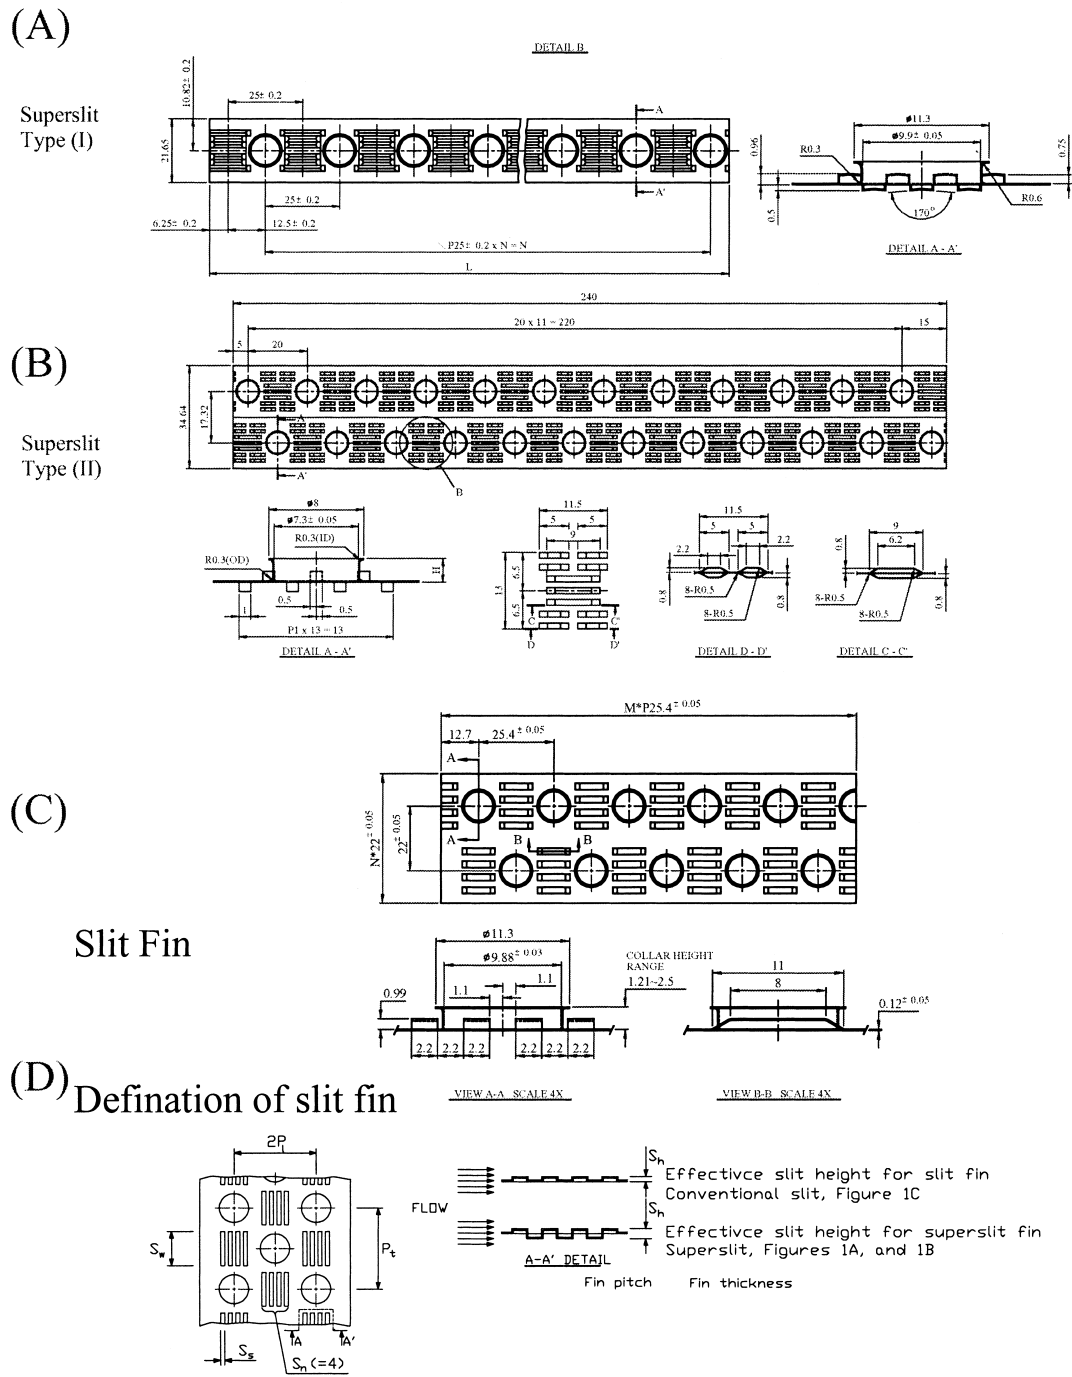 (A)
DETAIL B
Superslit
Type (I)
10.82± 0.2
25± 0.2
21.65
A
A'
25± 0.2
6.25± 0.2
12.5± 0.2
P25± 0.2 x N = N
L
ø11.3
ø9.9± 0.05
0.96
0.75
R0.3
R0.6
0.5
170°
DETAIL A - A'
240
20 x 11 = 220
15
5
20
(B)
34.64
17.32
A
A'
B
Superslit
Type (II)
ø8
ø7.3± 0.05
R0.3(ID)
R0.3(OD)
H
0.5
0.5
1
P1 x 13 = 13
DETAIL A - A'
11.5
5
5
9
13
6.5
6.5
C
C'
D
D'
11.5
5
5
2.2
2.2
0.8
0.8
8-R0.5
8-R0.5
DETAIL D - D'
9
6.2
0.8
0.8
8-R0.5
8-R0.5
DETAIL C - C'
(C)
M*P25.4± 0.05
12.7
25.4± 0.05
A
A
N*22± 0.05
22± 0.05
B
B
Slit Fin
ø11.3
ø9.88± 0.03
1.1
1.1
0.99
2.2
2.2
2.2
2.2
2.2
2.2
COLLAR HEIGHT
RANGE
1.21~2.5
11
8
0.12± 0.05
VIEW A-A SCALE 4X
VIEW B-B SCALE 4X
(D)
Defination of slit fin
2Pl
Sw
Pt
Ss
Sn (=4)
A
A'
FLOW
Sh
Effectivce slit height for slit fin
Conventional slit, Figure 1C
Sh
Effectivce slit height for superslit fin
Superslit, Figures 1A, and 1B
A-A' DETAIL
Fin pitch
Fin thickness